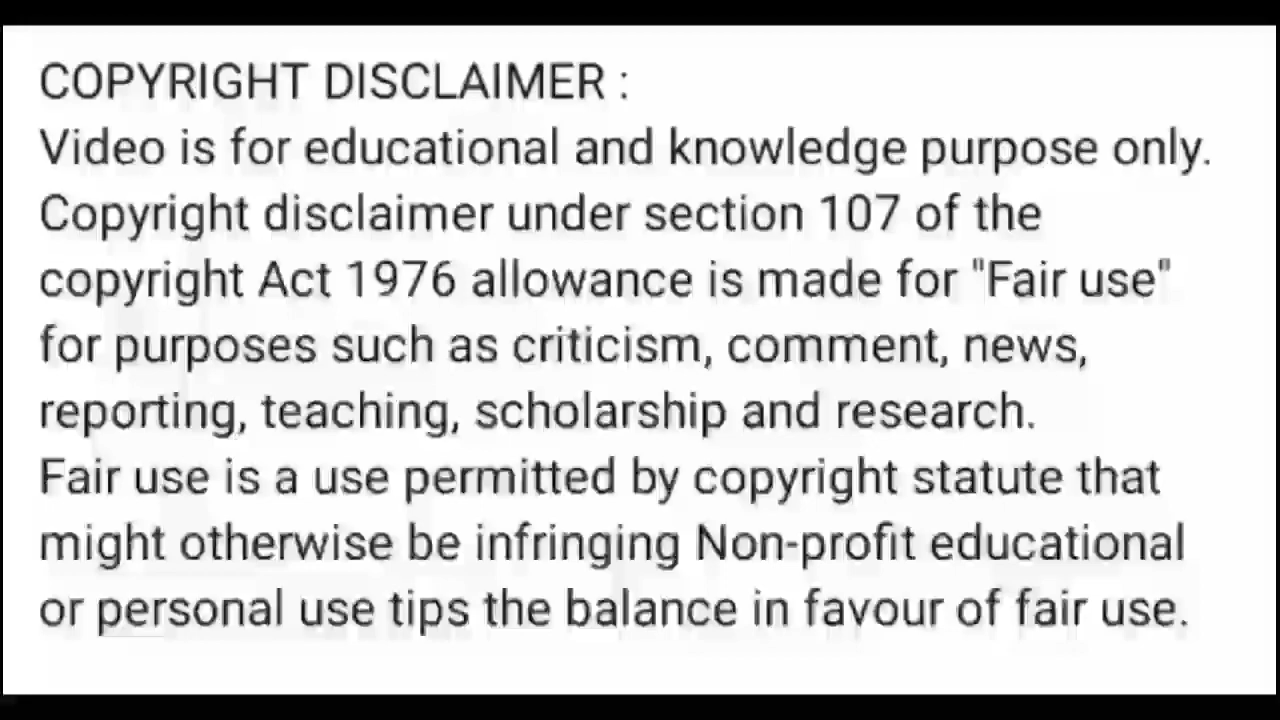 COPYRIGHT DISCLAIMER :
Video is for educational and knowledge purpose only.
Copyright disclaimer under section 107 of the
copyright Act 1976 allowance is made for "Fair use"
for purposes such as criticism, comment, news,
reporting, teaching, scholarship and research.
Fair use is a use permitted by copyright statute that
might otherwise be infringing Non-profit educational
or personal use tips the balance in favour of fair use.